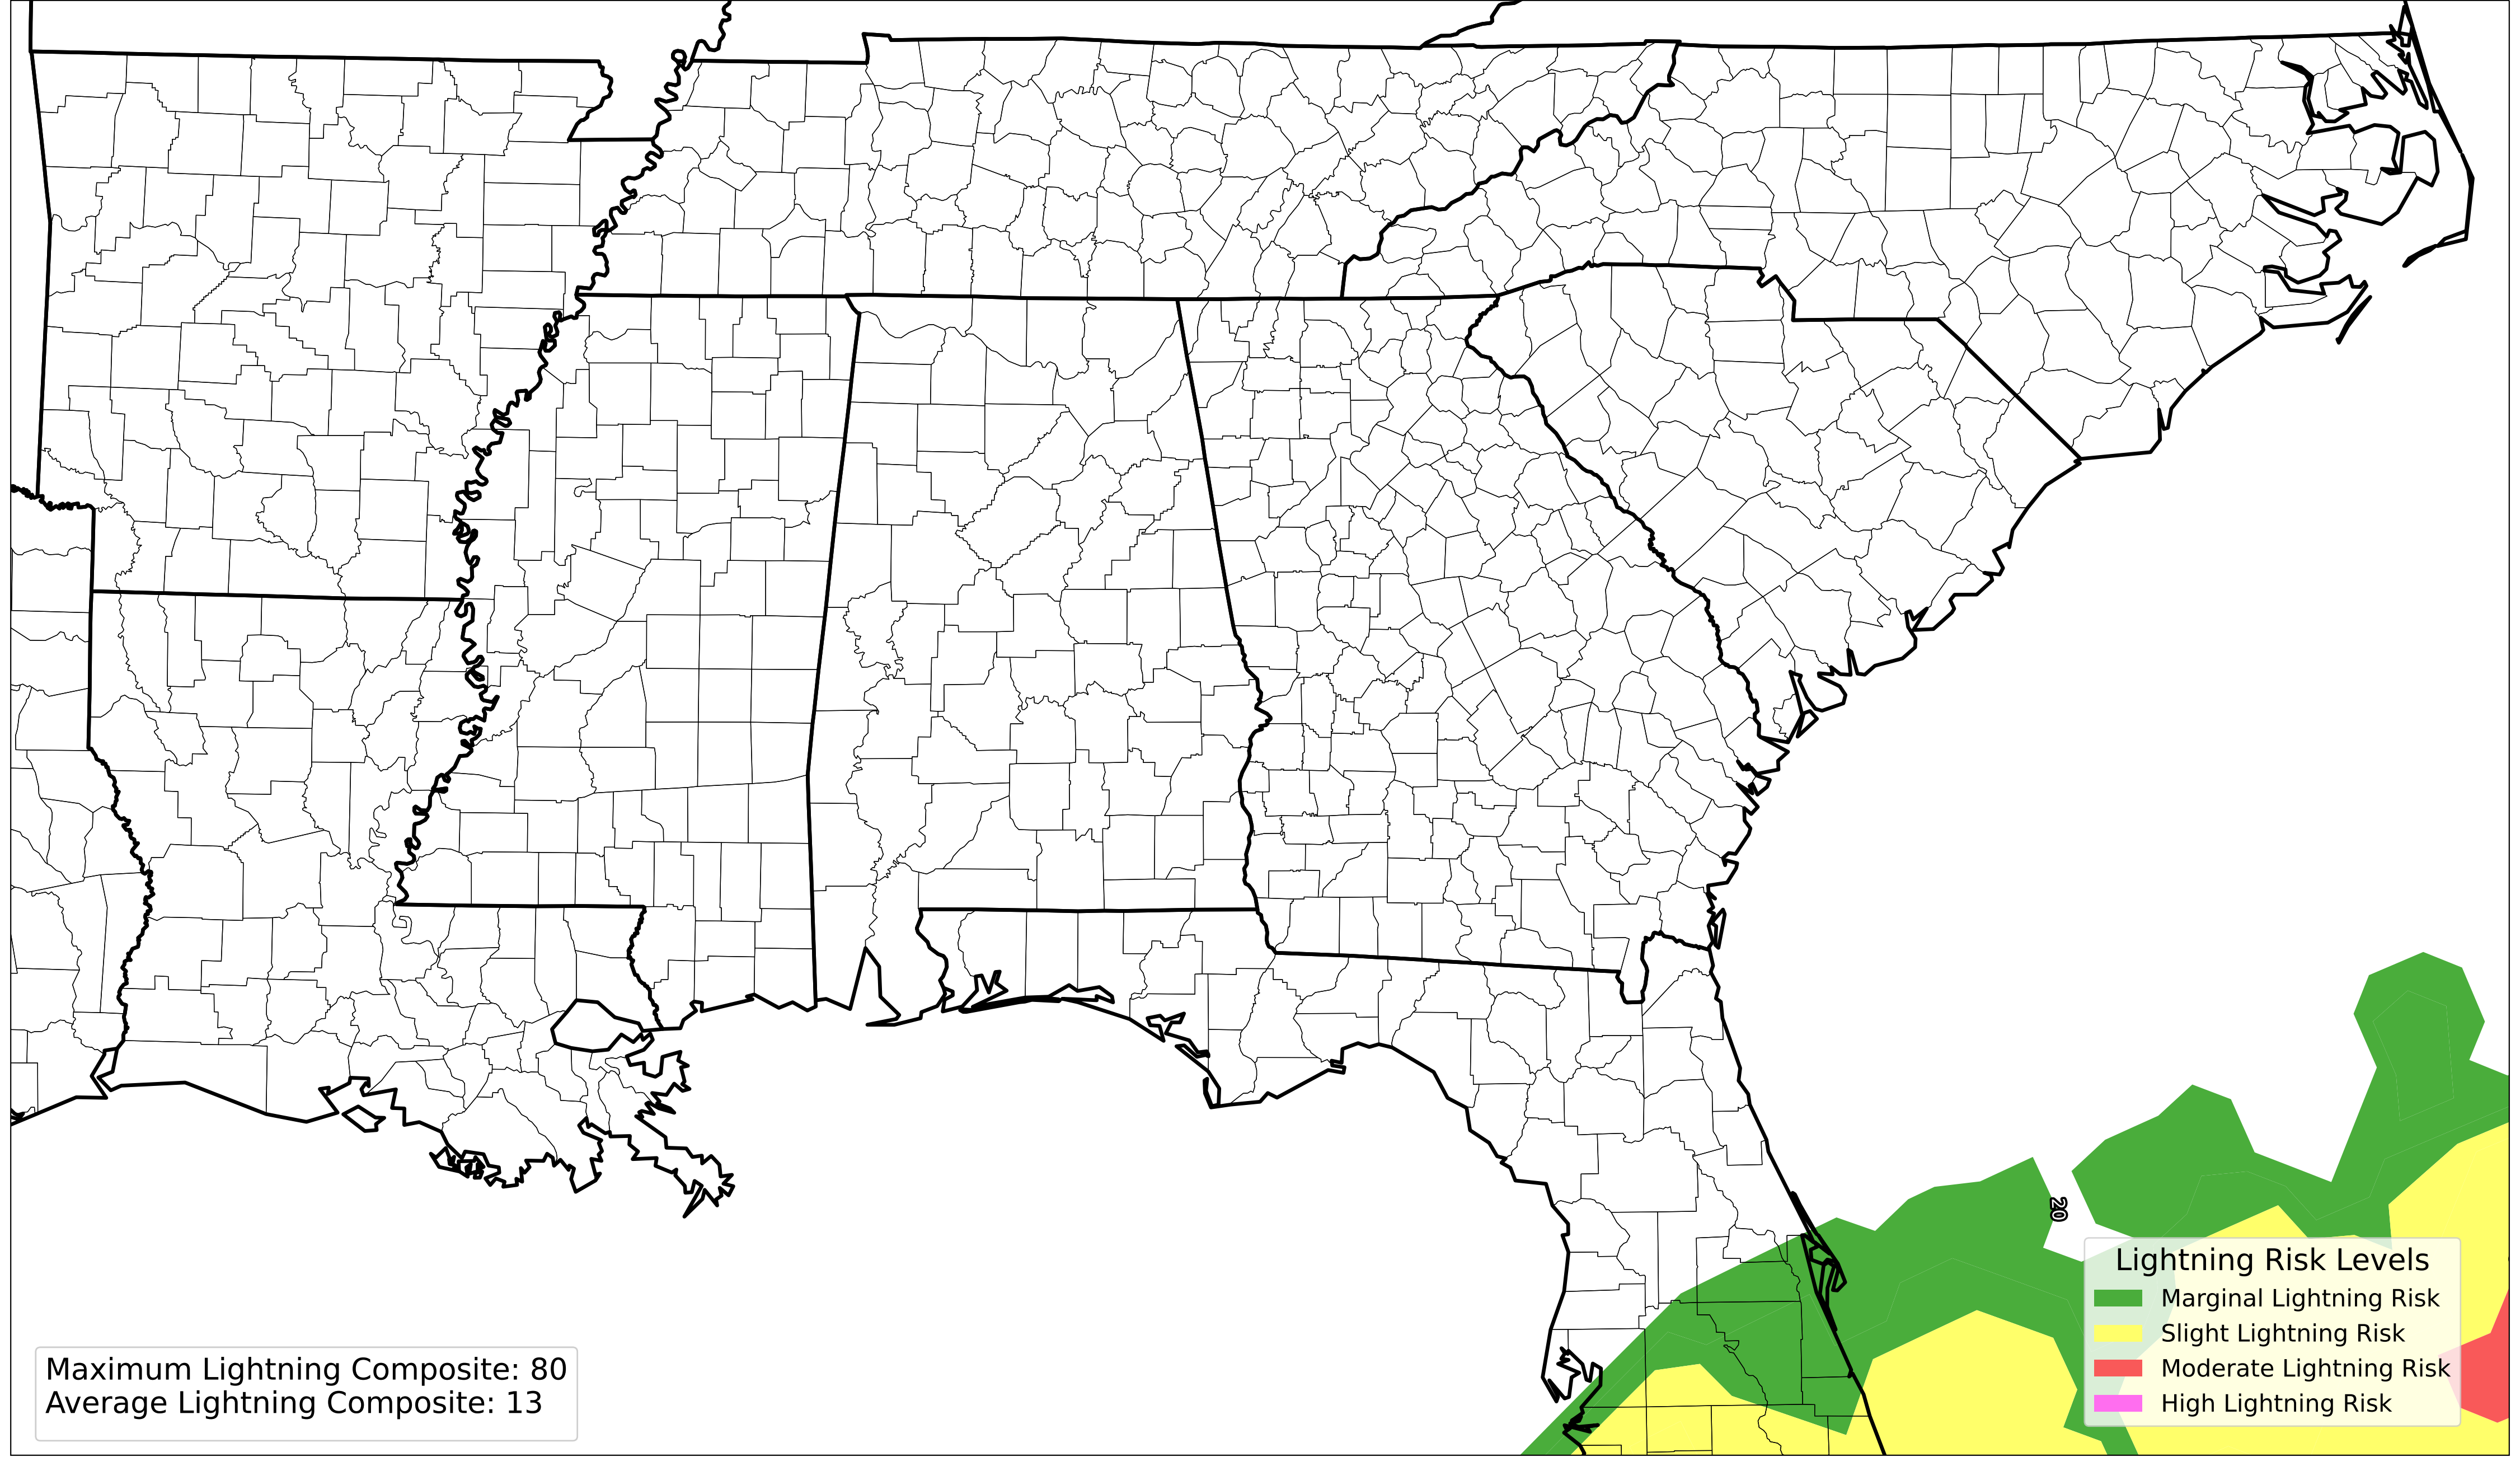 20
Lightning Risk Levels
Marginal Lightning Risk
Slight Lightning Risk
Moderate Lightning Risk
High Lightning Risk
Maximum Lightning Composite: 80
Average Lightning Composite: 13